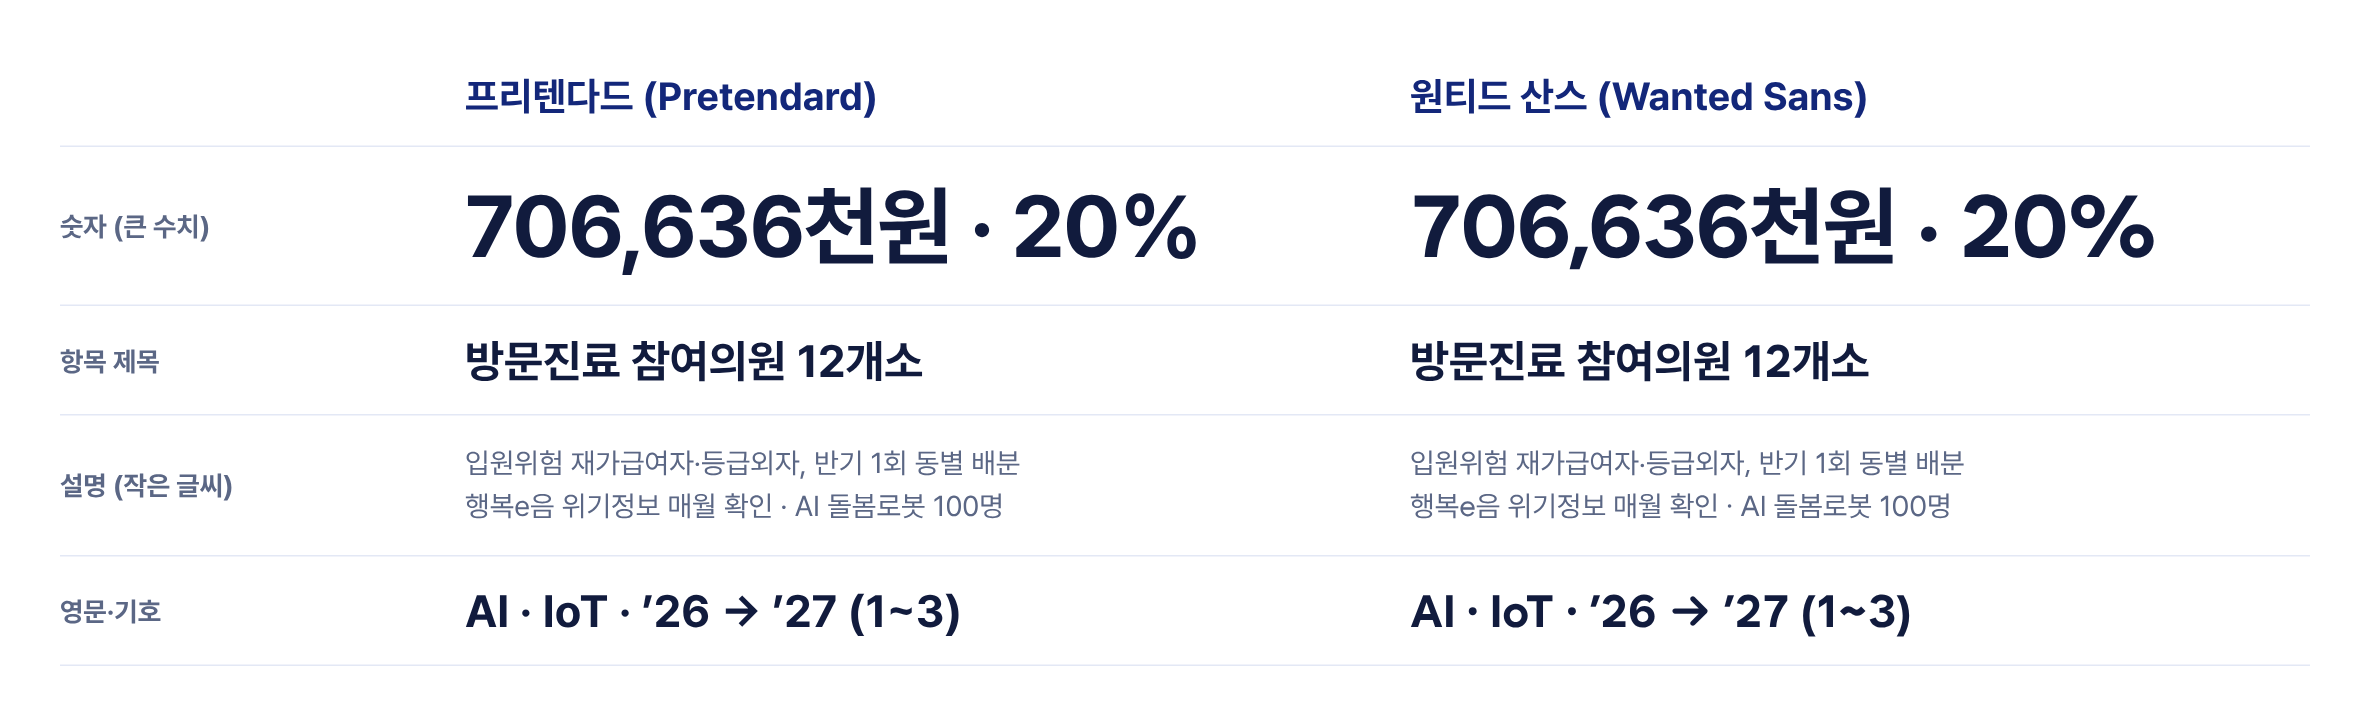 프리텐다드 (Pretendard) 원티드 산스 (Wanted Sans)
숫자 (큰 수치) 706,636천원 · 20% 706,636천원 · 20%
항목 제목 방문진료 참여의원 12개소 방문진료 참여의원 12개소
설명 (작은 글씨)
입원위험 재가급여자·등급외자, 반기 1회 동별 배분
행복e음 위기정보 매월 확인 · AI 돌봄로봇 100명
입원위험 재가급여자·등급외자, 반기 1회 동별 배분
행복e음 위기정보 매월 확인 · AI 돌봄로봇 100명
영문·기호 AI · IoT · ’26 → ’27 (1~3) AI · IoT · ’26 → ’27 (1~3)